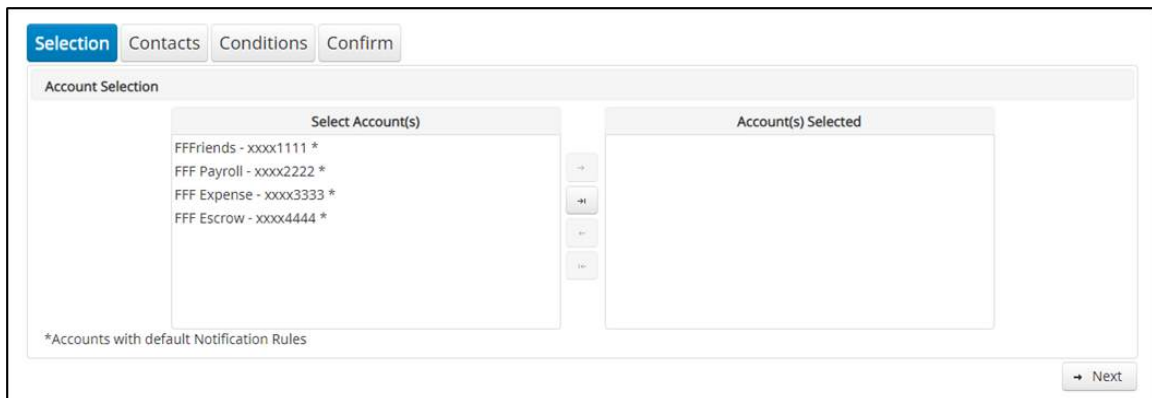 Selection Contacts Conditions Confirm
Account Selection
Select Account(s) Account(s) Selected
FFFriends - xxxx1111 *
FFF Payroll - xxxx2222 *
FFF Expense - xxxx3333 *
FFF Escrow - xxxx4444 *
*Accounts with default Notification Rules
Next